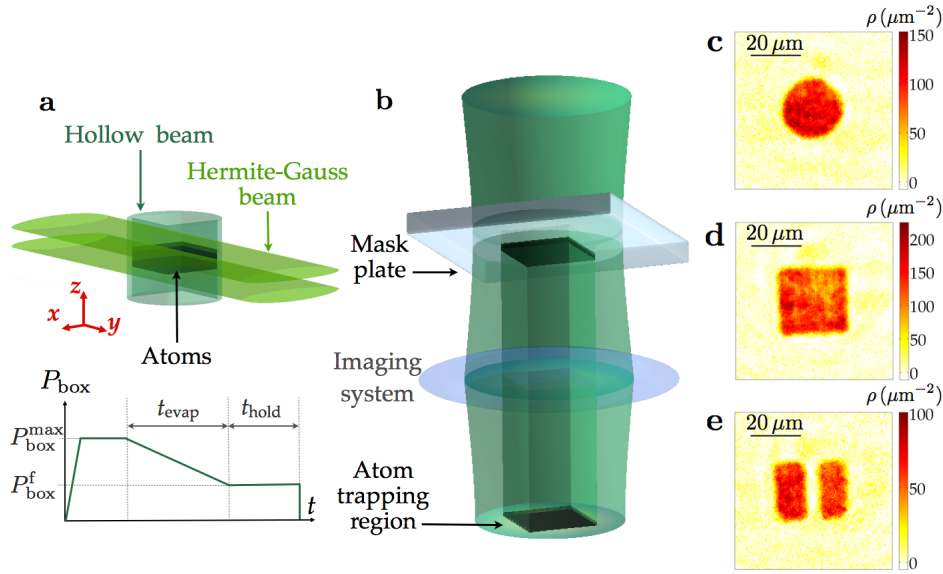 a
Hollow beam
Hermite-Gauss
beam
z
x
y
Atoms
P_box
t_evap
t_hold
P_box^max
P_box^f
t
b
Mask
plate
Imaging
system
Atom
trapping
region
c
ρ (μm⁻²)
20 μm
150
100
50
0
d
ρ (μm⁻²)
20 μm
200
150
100
50
0
e
ρ (μm⁻²)
20 μm
100
50
0